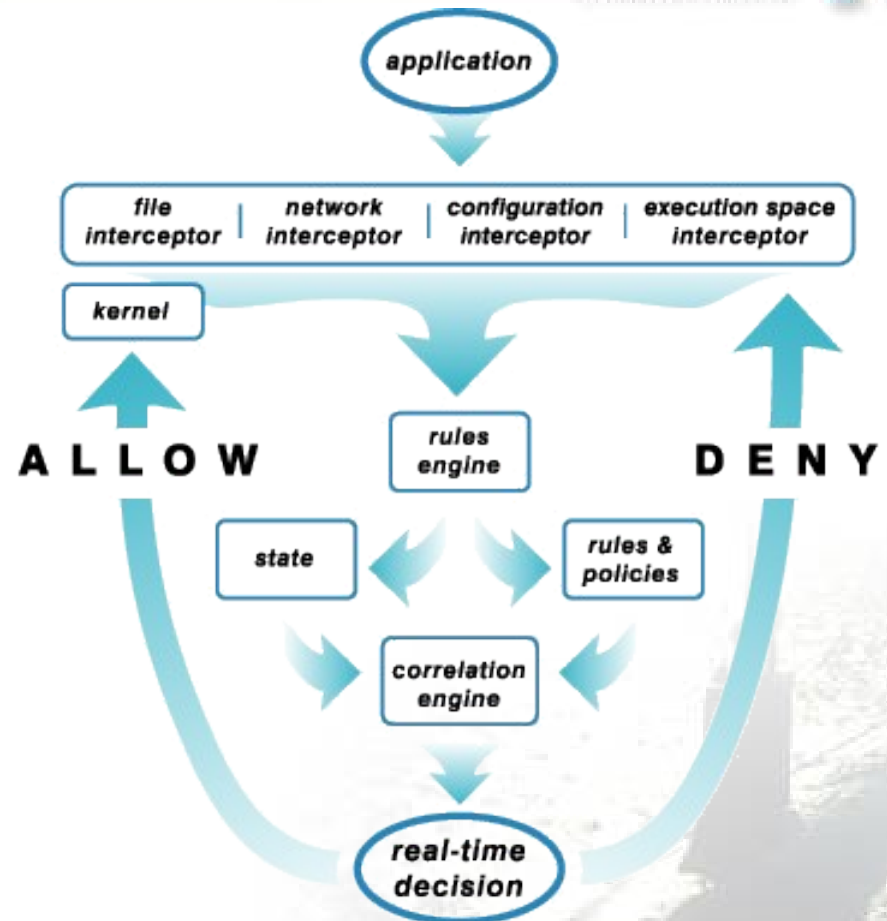 application
file
interceptor
network
interceptor
configuration
interceptor
execution space
interceptor
kernel
rules
engine
ALLOW
DENY
state
rules &
policies
correlation
engine
real-time
decision